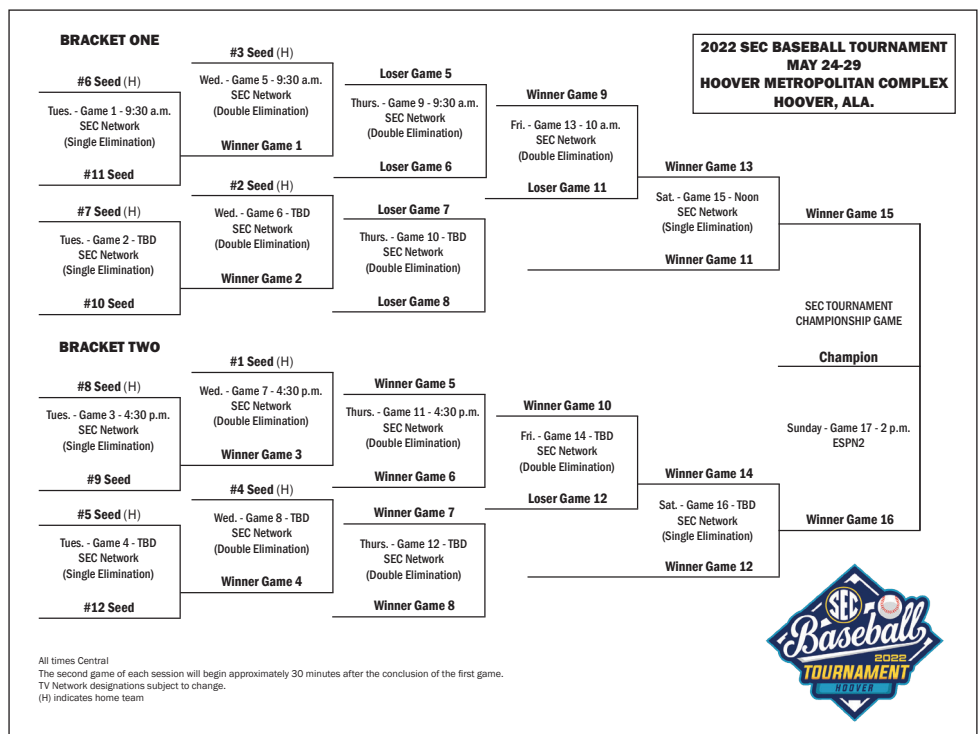 BRACKET ONE
#6 Seed (H)
Tues. - Game 1 - 9:30 a.m.
SEC Network
(Single Elimination)
#11 Seed
#7 Seed (H)
Tues. - Game 2 - TBD
SEC Network
(Single Elimination)
#10 Seed
#3 Seed (H)
Wed. - Game 5 - 9:30 a.m.
SEC Network
(Double Elimination)
Winner Game 1
#2 Seed (H)
Wed. - Game 6 - TBD
SEC Network
(Double Elimination)
Winner Game 2
Loser Game 5
Thurs. - Game 9 - 9:30 a.m.
SEC Network
(Double Elimination)
Loser Game 6
Loser Game 7
Thurs. - Game 10 - TBD
SEC Network
(Double Elimination)
Loser Game 8
Winner Game 9
Fri. - Game 13 - 10 a.m.
SEC Network
(Double Elimination)
Loser Game 11
Winner Game 13
Sat. - Game 15 - Noon
SEC Network
(Single Elimination)
Winner Game 11
2022 SEC BASEBALL TOURNAMENT
MAY 24-29
HOOVER METROPOLITAN COMPLEX
HOOVER, ALA.
Winner Game 15
SEC TOURNAMENT
CHAMPIONSHIP GAME
Champion
Sunday - Game 17 - 2 p.m.
ESPN2
Winner Game 16
BRACKET TWO
#8 Seed (H)
Tues. - Game 3 - 4:30 p.m.
SEC Network
(Single Elimination)
#9 Seed
#5 Seed (H)
Tues. - Game 4 - TBD
SEC Network
(Single Elimination)
#12 Seed
#1 Seed (H)
Wed. - Game 7 - 4:30 p.m.
SEC Network
(Double Elimination)
Winner Game 3
#4 Seed (H)
Wed. - Game 8 - TBD
SEC Network
(Double Elimination)
Winner Game 4
Winner Game 5
Thurs. - Game 11 - 4:30 p.m.
SEC Network
(Double Elimination)
Winner Game 6
Winner Game 7
Thurs. - Game 12 - TBD
SEC Network
(Double Elimination)
Winner Game 8
Winner Game 10
Fri. - Game 14 - TBD
SEC Network
(Double Elimination)
Loser Game 12
Winner Game 14
Sat. - Game 16 - TBD
SEC Network
(Single Elimination)
Winner Game 12
SEC
Baseball
2022
TOURNAMENT
HOOVER
All times Central
The second game of each session will begin approximately 30 minutes after the conclusion of the first game.
TV Network designations subject to change.
(H) indicates home team